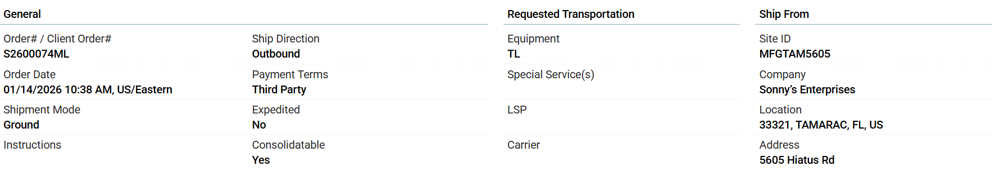 General
Order# / Client Order#
S2600074ML
Ship Direction
Outbound
Order Date
01/14/2026 10:38 AM, US/Eastern
Payment Terms
Third Party
Shipment Mode
Ground
Expedited
No
Instructions
Consolidatable
Yes
Requested Transportation
Equipment
TL
Special Service(s)
LSP
Carrier
Ship From
Site ID
MFGTAM5605
Company
Sonny’s Enterprises
Location
33321, TAMARAC, FL, US
Address
5605 Hiatus Rd